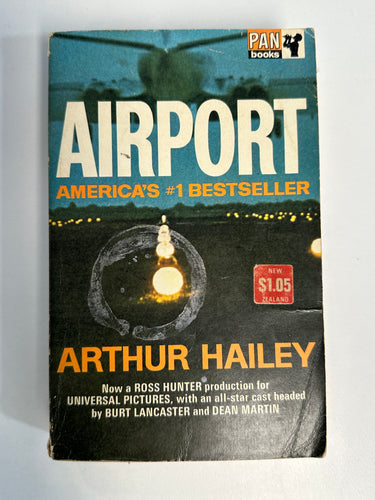 PAN
books
AIRPORT
AMERICA'S #1 BESTSELLER
NEW
$1.05
ZEALAND
ARTHUR HAILEY
Now a ROSS HUNTER production for
UNIVERSAL PICTURES, with an all-star cast headed
by BURT LANCASTER and DEAN MARTIN